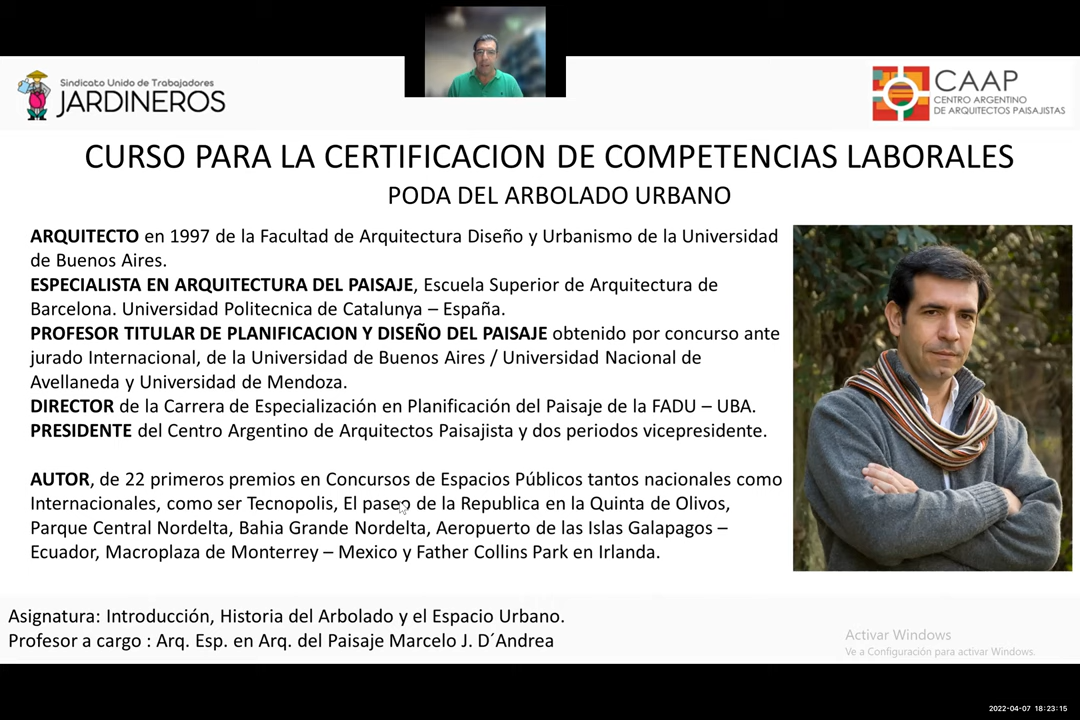 Sindicato Unido de Trabajadores
JARDINEROS
CAAP
CENTRO ARGENTINO
DE ARQUITECTOS PAISAJISTAS
CURSO PARA LA CERTIFICACION DE COMPETENCIAS LABORALES
PODA DEL ARBOLADO URBANO
ARQUITECTO en 1997 de la Facultad de Arquitectura Diseño y Urbanismo de la Universidad
de Buenos Aires.
ESPECIALISTA EN ARQUITECTURA DEL PAISAJE, Escuela Superior de Arquitectura de
Barcelona. Universidad Politecnica de Catalunya – España.
PROFESOR TITULAR DE PLANIFICACION Y DISEÑO DEL PAISAJE obtenido por concurso ante
jurado Internacional, de la Universidad de Buenos Aires / Universidad Nacional de
Avellaneda y Universidad de Mendoza.
DIRECTOR de la Carrera de Especialización en Planificación del Paisaje de la FADU – UBA.
PRESIDENTE del Centro Argentino de Arquitectos Paisajista y dos periodos vicepresidente.
AUTOR, de 22 primeros premios en Concursos de Espacios Públicos tantos nacionales como
Internacionales, como ser Tecnopolis, El paseo de la Republica en la Quinta de Olivos,
Parque Central Nordelta, Bahia Grande Nordelta, Aeropuerto de las Islas Galapagos –
Ecuador, Macroplaza de Monterrey – Mexico y Father Collins Park en Irlanda.
Asignatura: Introducción, Historia del Arbolado y el Espacio Urbano.
Profesor a cargo : Arq. Esp. en Arq. del Paisaje Marcelo J. D´Andrea
Activar Windows
Ve a Configuración para activar Windows.
2022-04-07 18:23:15